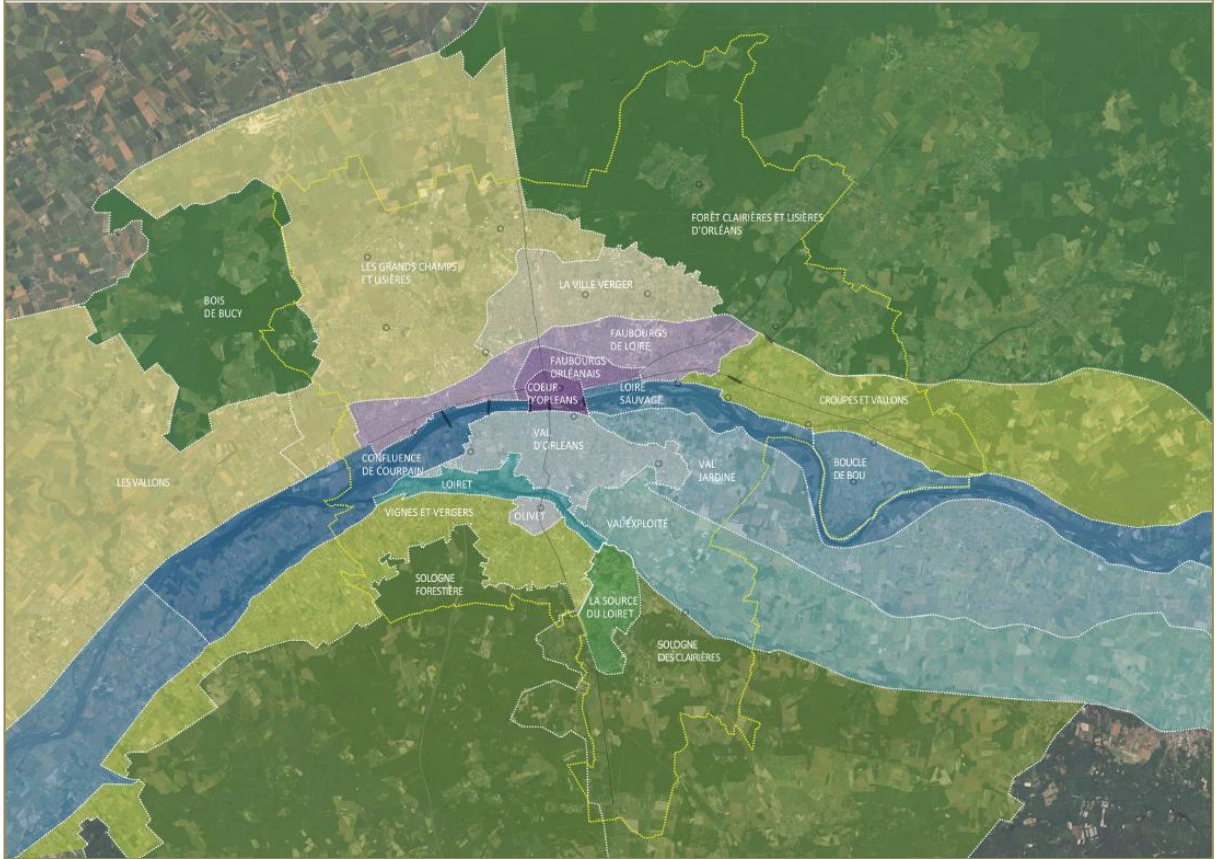 FORÊT CLAIRIÈRES ET LISIÈRES
D'ORLÉANS
LES GRANDS CHAMPS
ET LISIÈRES
LA VILLE VERGER
BOIS
DE BUCY
FAUBOURGS
DE LOIRE
FAUBOURGS
ORLÉANAIS
COEUR
D'ORLEANS
LOIRE
SAUVAGE
CROUPES ET VALLONS
VAL
D'ORLEANS
CONFLUENCE
DE COURPAIN
VAL
JARDINÉ
BOUCLE
DE BOU
LES VALLONS
LOIRET
VIGNES ET VERGERS
OLIVET
VAL EXPLOITÉ
SOLOGNE
FORESTIÈRE
LA SOURCE
DU LOIRET
SOLOGNE
DES CLAIRIÈRES